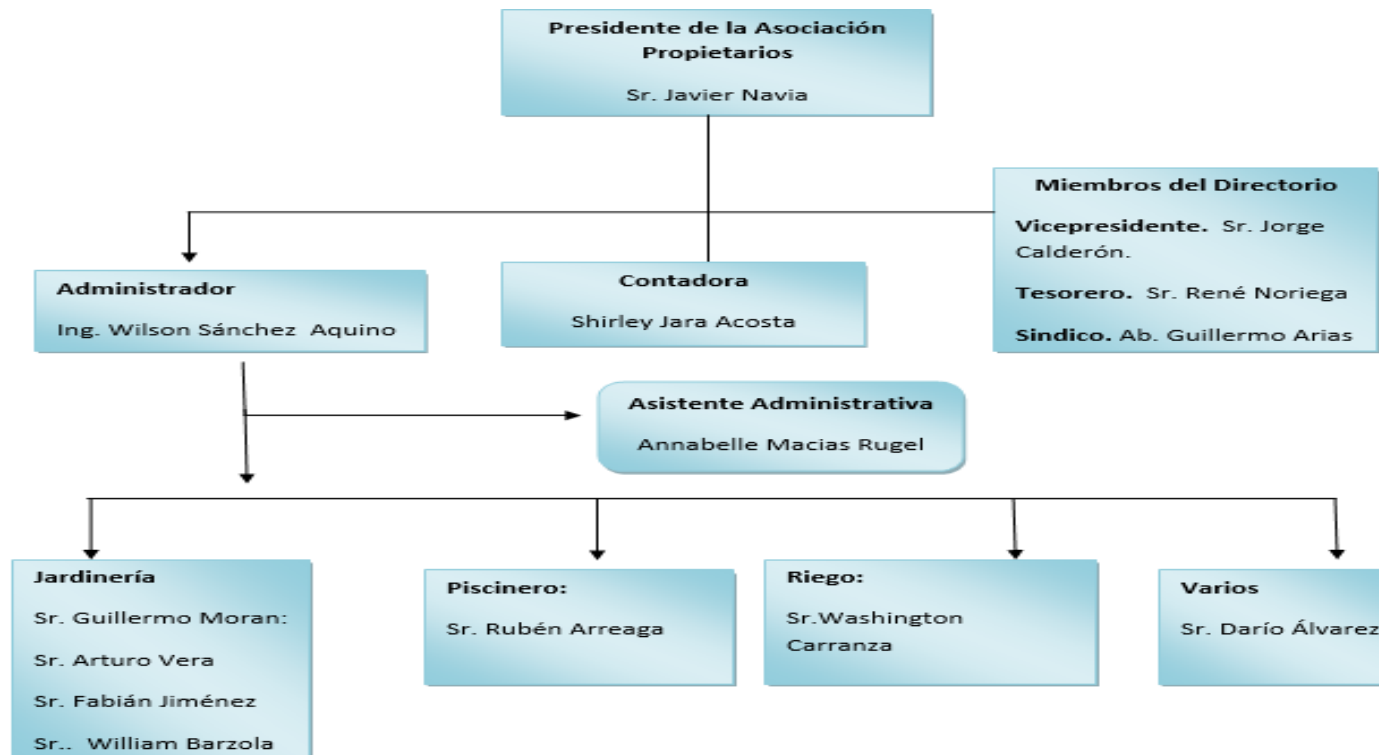 Presidente de la Asociación
Propietarios
Sr. Javier Navia
Miembros del Directorio
Vicepresidente. Sr. Jorge
Calderón.
Tesorero. Sr. René Noriega
Sindico. Ab. Guillermo Arias
Administrador
Ing. Wilson Sánchez Aquino
Contadora
Shirley Jara Acosta
Asistente Administrativa
Annabelle Macias Rugel
Jardinería
Sr. Guillermo Moran:
Sr. Arturo Vera
Sr. Fabián Jiménez
Sr.. William Barzola
Piscinero:
Sr. Rubén Arreaga
Riego:
Sr.Washington
Carranza
Varios
Sr. Darío Álvarez